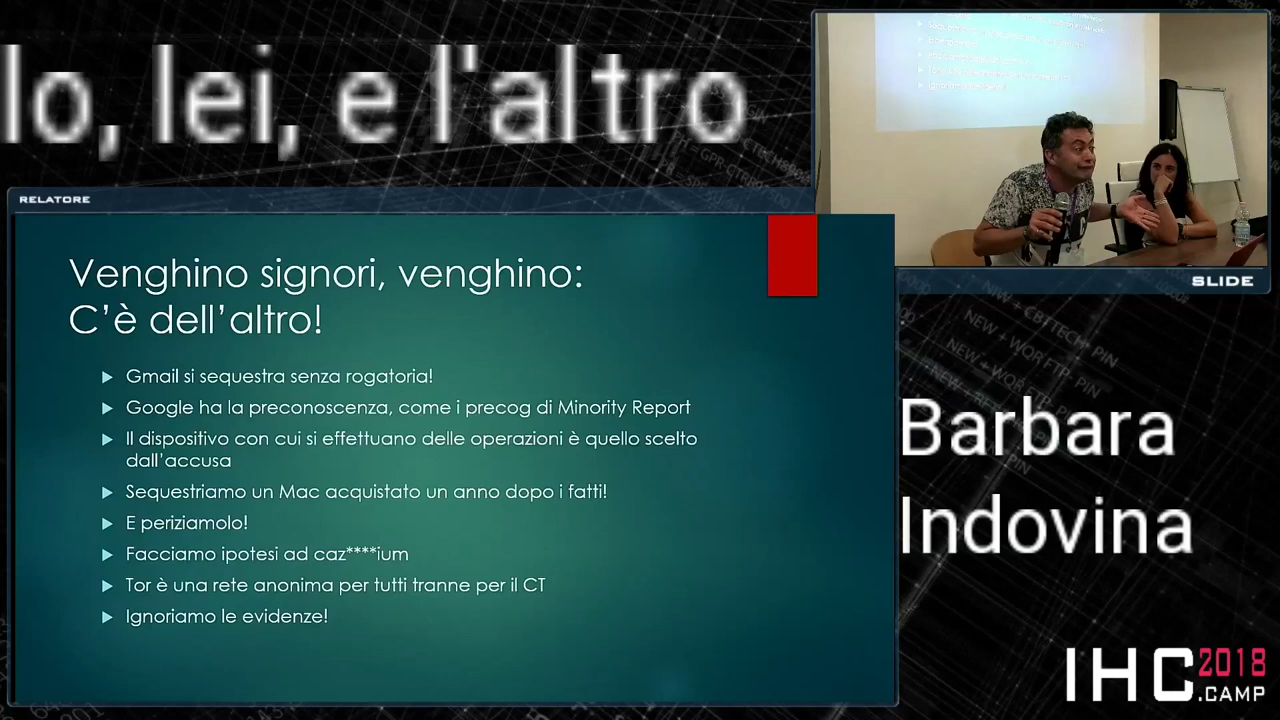 Io, lei, e l'altro
RELATORE
Venghino signori, venghino:
C'è dell'altro!
Gmail si sequestra senza rogatoria!
Google ha la preconoscenza, come i precog di Minority Report
Il dispositivo con cui si effettuano delle operazioni è quello scelto
dall'accusa
Sequestriamo un Mac acquistato un anno dopo i fatti!
E periziamolo!
Facciamo ipotesi ad caz****ium
Tor è una rete anonima per tutti tranne per il CT
Ignoriamo le evidenze!
SLIDE
Barbara
Indovina
IHC 2018
.CAMP